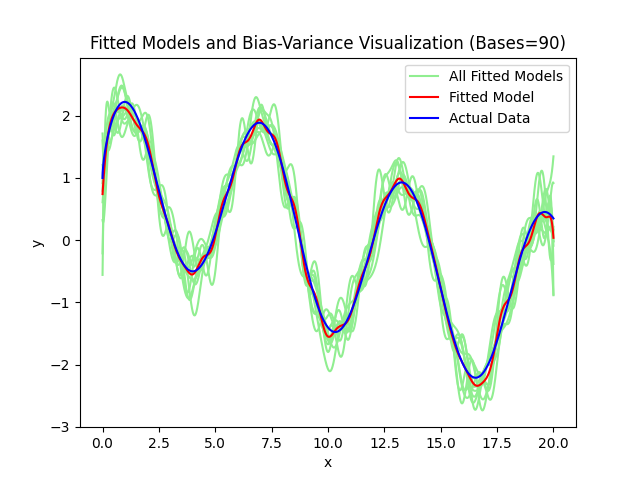 Fitted Models and Bias-Variance Visualization (Bases=90)
All Fitted Models
Fitted Model
Actual Data
y
2
1
0
−1
−2
−3
0.0 2.5 5.0 7.5 10.0 12.5 15.0 17.5 20.0
x